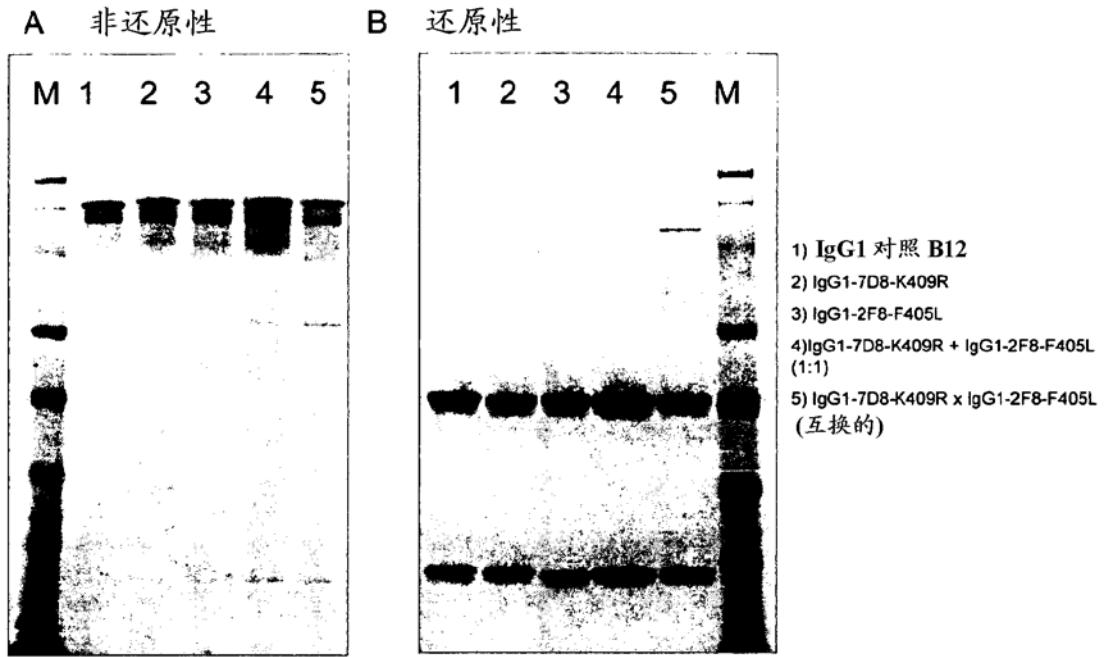 A 非还原性
B 还原性
M 1 2 3 4 5
1 2 3 4 5 M
1) IgG1 对照 B12
2) IgG1-7D8-K409R
3) IgG1-2F8-F405L
4)IgG1-7D8-K409R + IgG1-2F8-F405L
(1:1)
5) IgG1-7D8-K409R x IgG1-2F8-F405L
(互换的)